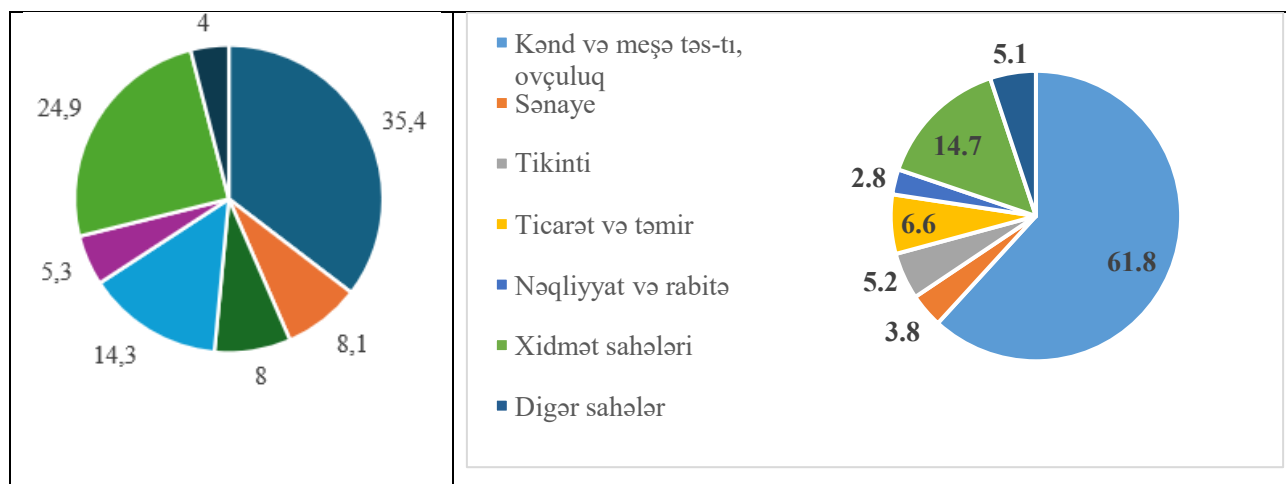 4
24,9
35,4
5,3
14,3
8
8,1
Kənd və meşə təs-tı,
ovçuluq
Sənaye
Tikinti
Ticarət və təmir
Nəqliyyat və rabitə
Xidmət sahələri
Digər sahələr
5.1
14.7
2.8
6.6
5.2
3.8
61.8